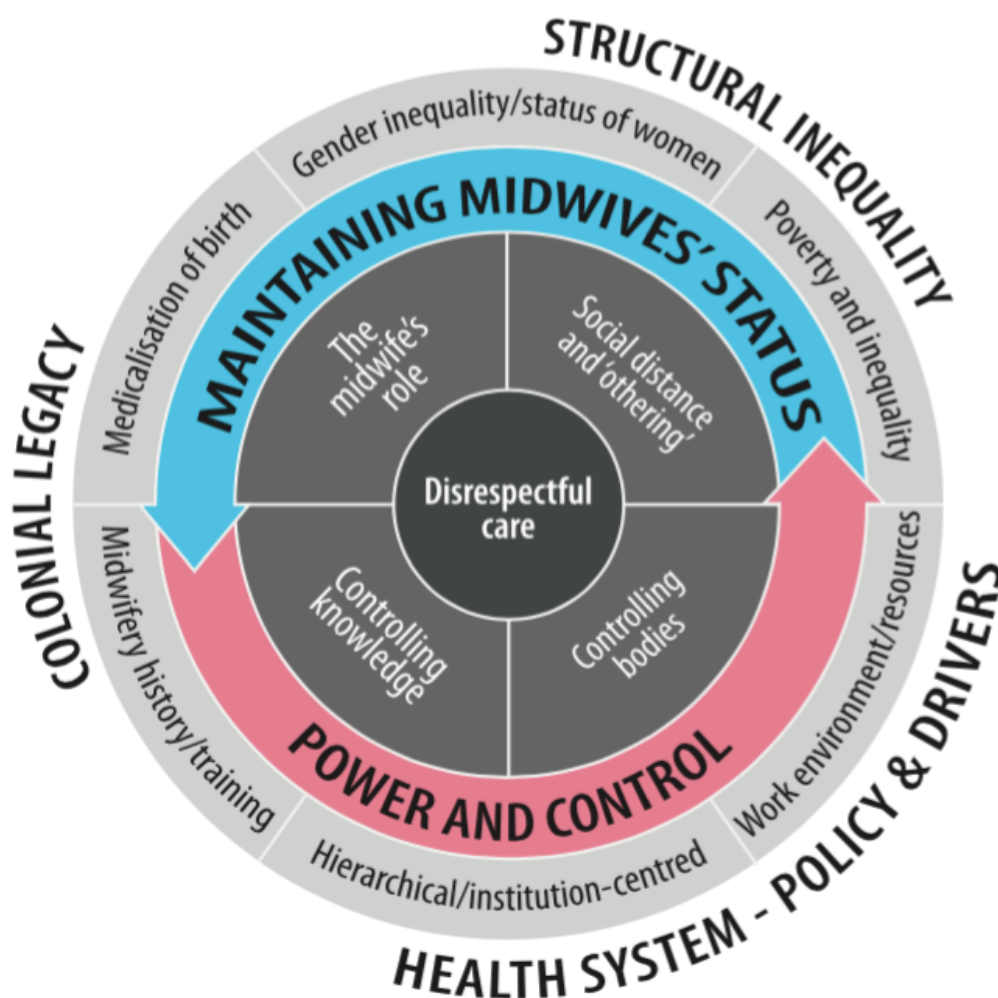 STRUCTURAL INEQUALITY
Gender inequality/status of women
Poverty and inequality
Medicalisation of birth
COLONIAL LEGACY
MAINTAINING MIDWIVES’ STATUS
The
midwife’s
role
Social distance
and ‘othering’
Disrespectful
care
Controlling
knowledge
Controlling
bodies
POWER AND CONTROL
Midwifery history/training
Hierarchical/institution-centred
Work environment/resources
HEALTH SYSTEM - POLICY & DRIVERS